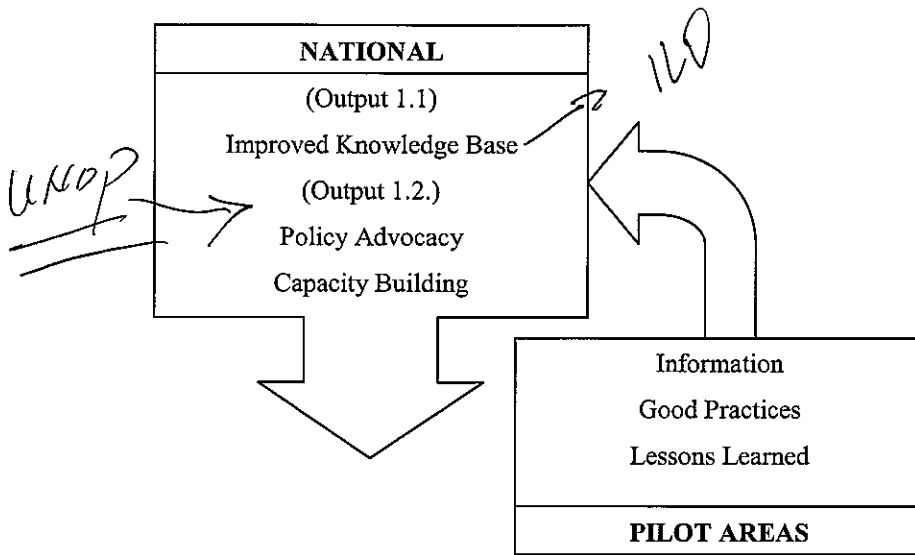 NATIONAL
ILO
(Output 1.1)
Improved Knowledge Base
UNDP
(Output 1.2.)
Policy Advocacy
Capacity Building
Information
Good Practices
Lessons Learned
PILOT AREAS